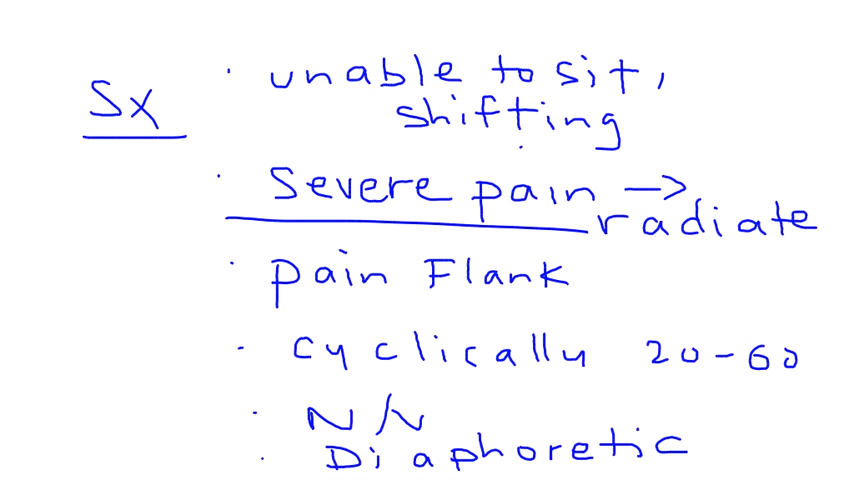 Sx
· unable to sit,
shifting
· Severe pain →
radiate
· pain Flank
· cyclically 20-60
· N/V
· Diaphoretic